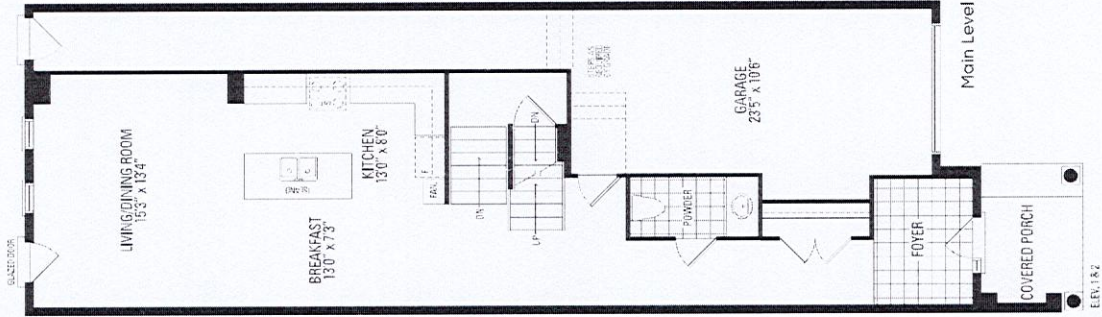 GLAZED DOOR
LIVING/DINING ROOM
15'3" x 13'4"
BREAKFAST
13'0" x 7'3"
KITCHEN
13'0" x 8'0"
DN
UP
DN
POWDER
GARAGE
23'5" x 10'6"
FOYER
COVERED PORCH
ELEV. 1 & 2
Main Level